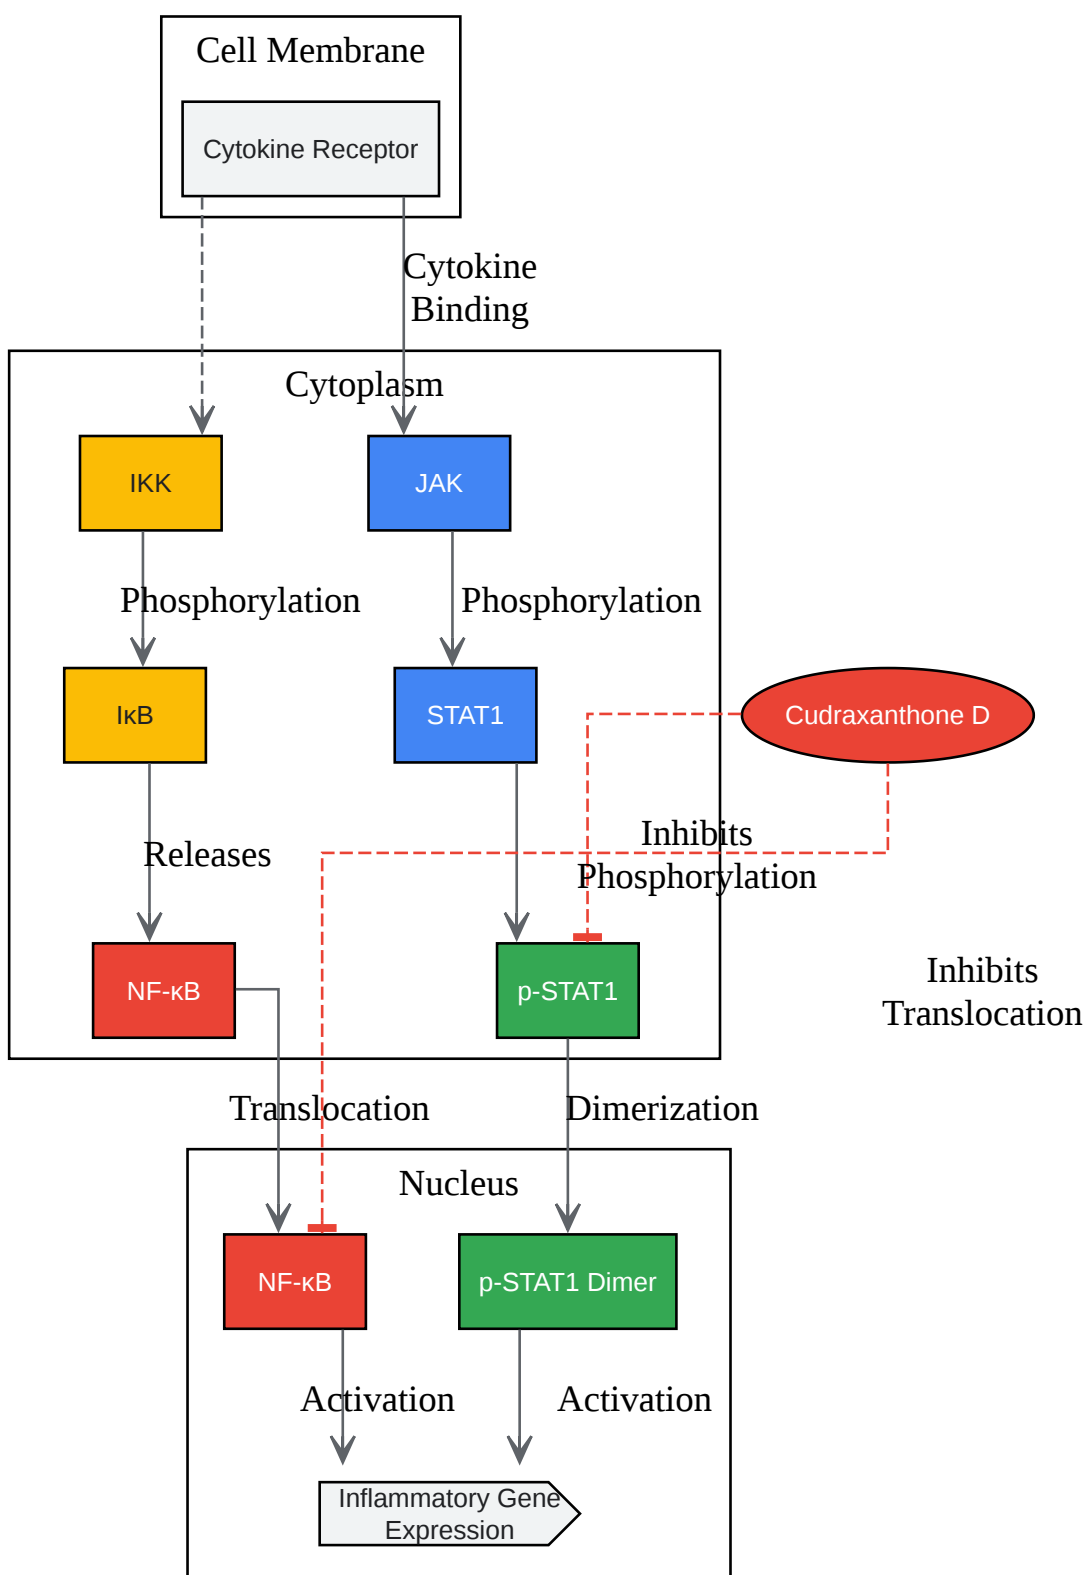 Cell Membrane
Cytokine Receptor
Cytokine
Binding
Cytoplasm
IKK
JAK
Phosphorylation
Phosphorylation
IκB
STAT1
Cudraxanthone D
Releases
Inhibits
Phosphorylation
NF-κB
p-STAT1
Inhibits
Translocation
Translocation
Dimerization
Nucleus
NF-κB
p-STAT1 Dimer
Activation
Activation
Inflammatory Gene
Expression